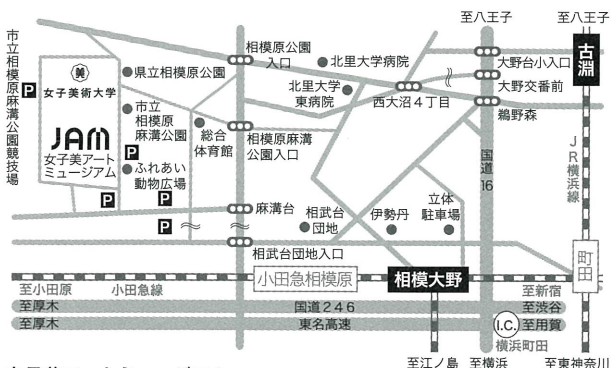 至八王子
至八王子
市立相模原麻溝公園競技場
P
美
女子美術大学
JAM
女子美アート
ミュージアム
県立相模原公園
市立
相模原
麻溝公園
P
ふれあい
動物広場
P
P
P
総合
体育館
相模原公園
入口
北里大学病院
北里大学
東病院
西大沼4丁目
大野台小入口
大野交番前
鵜野森
古淵
相模原麻溝
公園入口
国道16
JR横浜線
麻溝台
相武台
団地
伊勢丹
立体
駐車場
相武台団地入口
町田
小田急相模原
相模大野
至小田原
小田急線
至新宿
至厚木
国道246
至渋谷
至厚木
東名高速
I.C.
至用賀
横浜町田
至江ノ島
至横浜
至東神奈川